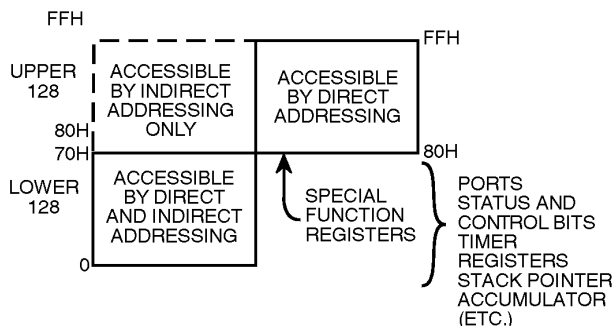 FFH
UPPER
128
80H
70H
LOWER
128
0
ACCESSIBLE
BY INDIRECT
ADDRESSING
ONLY
ACCESSIBLE
BY DIRECT
AND INDIRECT
ADDRESSING
FFH
ACCESSIBLE
BY DIRECT
ADDRESSING
80H
SPECIAL
FUNCTION
REGISTERS
PORTS
STATUS AND
CONTROL BITS
TIMER
REGISTERS
STACK POINTER
ACCUMULATOR
(ETC.)